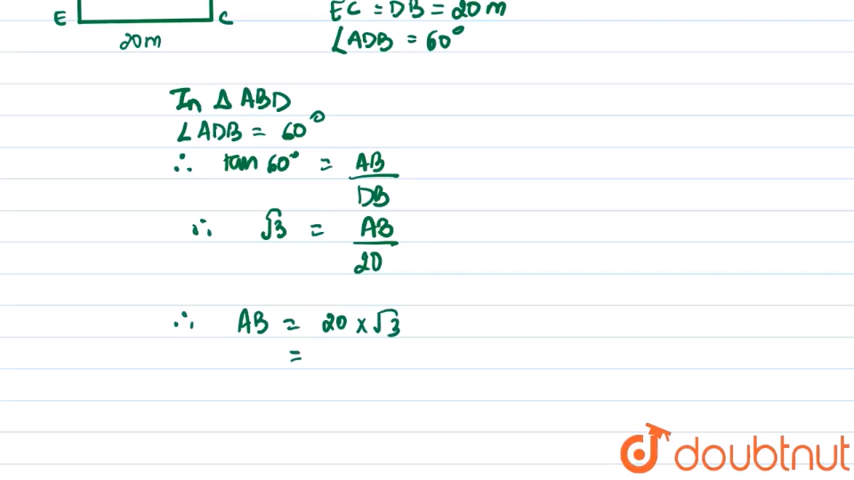 EC = DB = 20 m
E C
20m
∠ADB = 60°
In Δ ABD
∠ADB = 60°
∴ tan 60° = AB
DB
∴ √3 = AB
20
∴ AB = 20 × √3
=
doubtnut